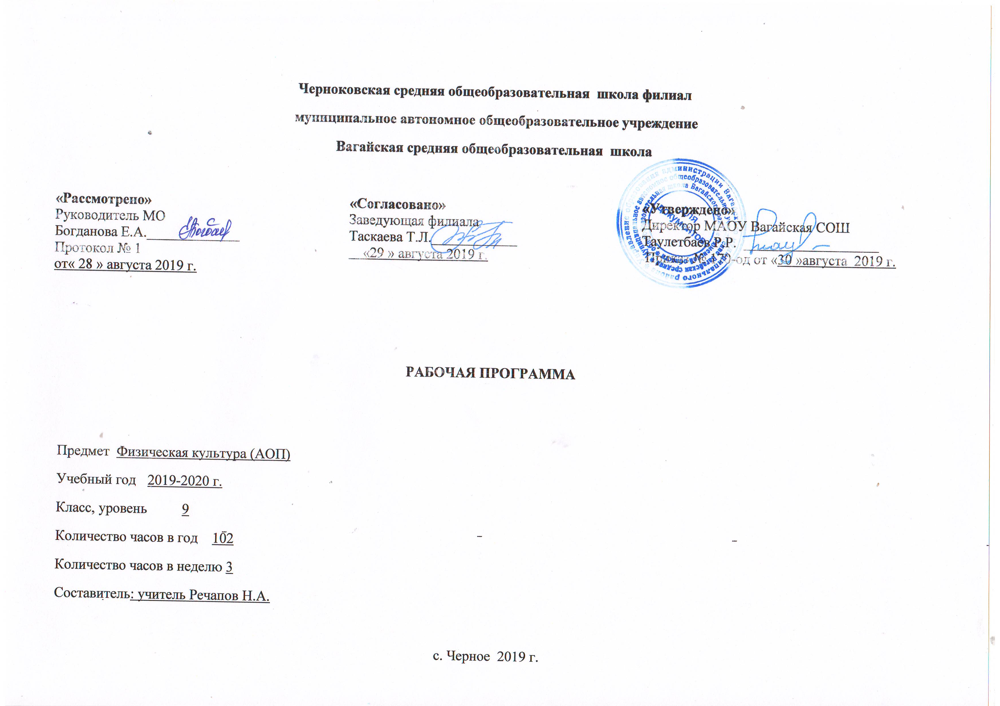 Черноковская средняя общеобразовательная школа филиал
муниципальное автономное общеобразовательное учреждение
Вагайская средняя общеобразовательная школа
«Рассмотрено»
Руководитель МО
Богданова Е.А.
Протокол № 1
от« 28 » августа 2019 г.
«Согласовано»
Заведующая филиала
Таскаева Т.Л.
«29 » августа 2019 г.
«Утверждено»
Директор МАОУ Вагайская СОШ
Таулетбаев Р.Р.
Приказ № 170-од от «30 »августа 2019 г.
Для
документов
РАБОЧАЯ ПРОГРАММА
Предмет Физическая культура (АОП)
Учебный год 2019-2020 г.
Класс, уровень 9
Количество часов в год 102
Количество часов в неделю 3
Составитель: учитель Речапов Н.А.
с. Черное 2019 г.